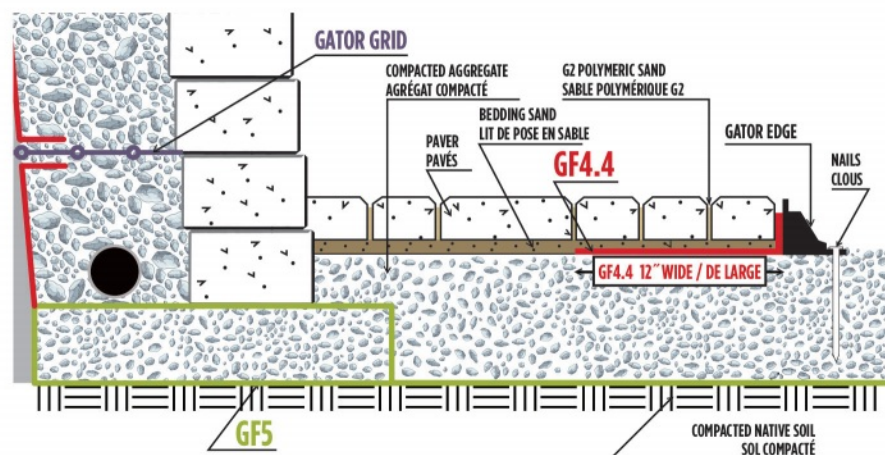 GATOR GRID
COMPACTED AGGREGATE
AGRÉGAT COMPACTÉ
G2 POLYMERIC SAND
SABLE POLYMÉRIQUE G2
BEDDING SAND
LIT DE POSE EN SABLE
GATOR EDGE
PAVER
PAVÉS
GF4.4
NAILS
CLOUS
GF4.4 12" WIDE / DE LARGE
GF5
COMPACTED NATIVE SOIL
SOL COMPACTÉ